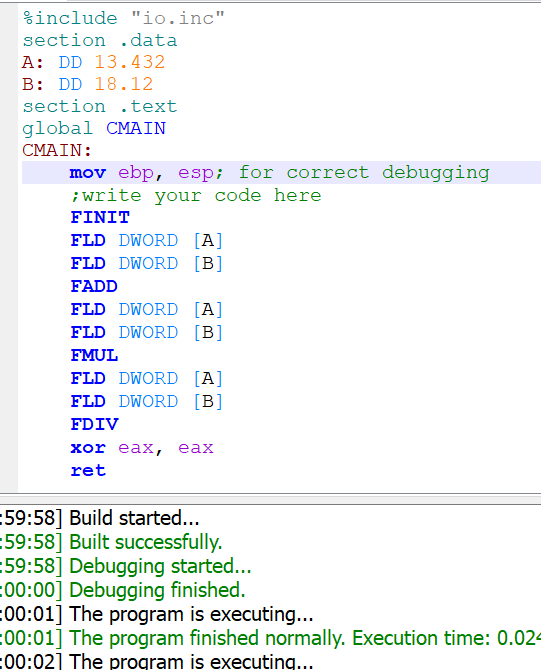 %include "io.inc"
section .data
A: DD 13.432
B: DD 18.12
section .text
global CMAIN
CMAIN:
mov ebp, esp; for correct debugging
;write your code here
FINIT
FLD DWORD [A]
FLD DWORD [B]
FADD
FLD DWORD [A]
FLD DWORD [B]
FMUL
FLD DWORD [A]
FLD DWORD [B]
FDIV
xor eax, eax
ret
:59:58] Build started...
:59:58] Built successfully.
:59:58] Debugging started...
:00:00] Debugging finished.
:00:01] The program is executing...
:00:01] The program finished normally. Execution time: 0.024
:00:02] The program is executing...